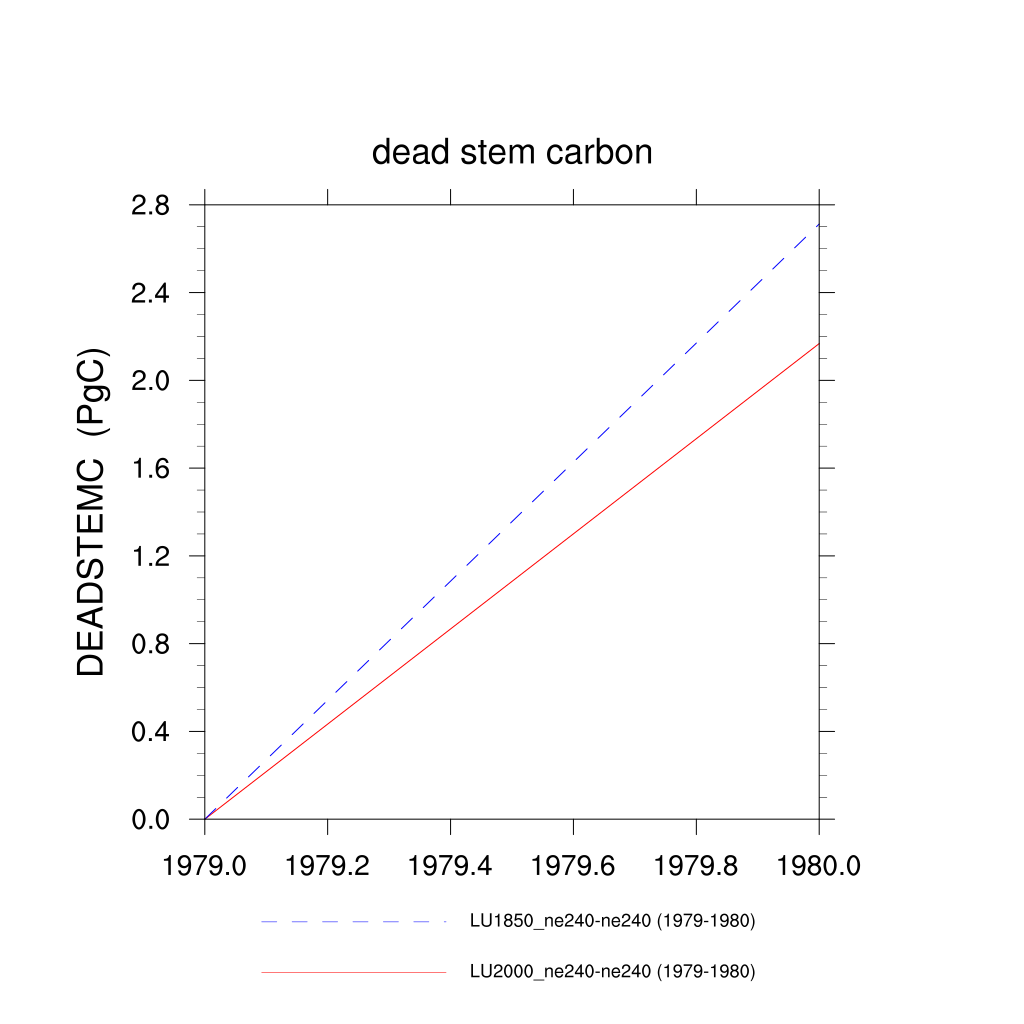 dead stem carbon
DEADSTEMC (PgC)
2.8
2.4
2.0
1.6
1.2
0.8
0.4
0.0
1979.0 1979.2 1979.4 1979.6 1979.8 1980.0
LU1850_ne240-ne240 (1979-1980)
LU2000_ne240-ne240 (1979-1980)